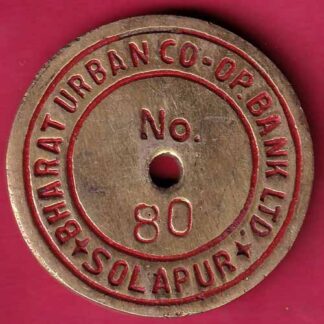 ★ BHARAT URBAN CO-OP. BANK LTD. ★
SOLAPUR
No.
80